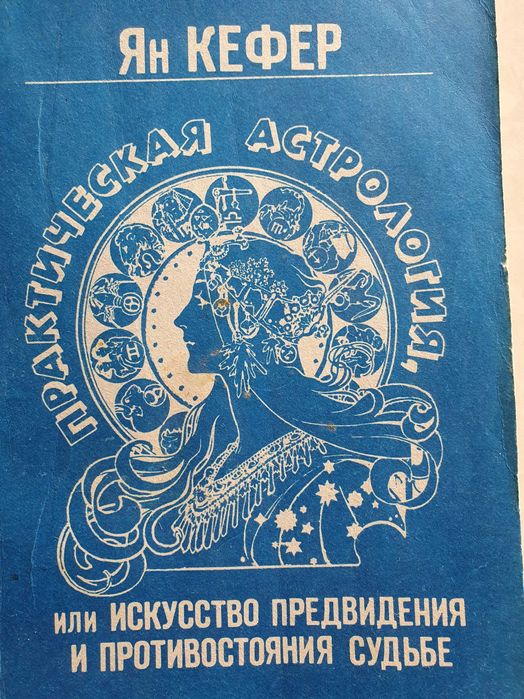 Ян КЕФЕР
ПРАКТИЧЕСКАЯ АСТРОЛОГИЯ,
или ИСКУССТВО ПРЕДВИДЕНИЯ
И ПРОТИВОСТОЯНИЯ СУДЬБЕ